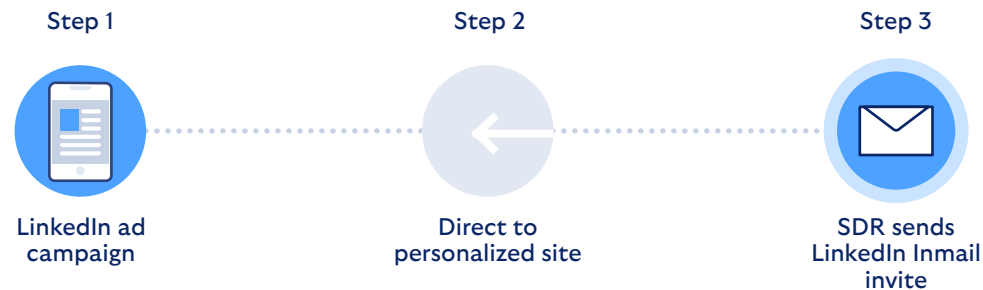 Step 1
Step 2
Step 3
LinkedIn ad
campaign
Direct to
personalized site
SDR sends
LinkedIn Inmail
invite